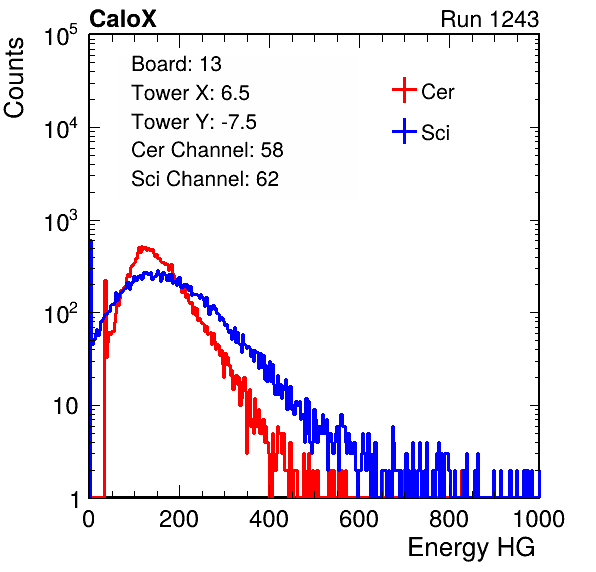 CaloX Run 1243
Counts
10^5
10^4
10^3
10^2
10
1
Board: 13
Tower X: 6.5
Tower Y: -7.5
Cer Channel: 58
Sci Channel: 62
Cer
Sci
0 200 400 600 800 1000
Energy HG